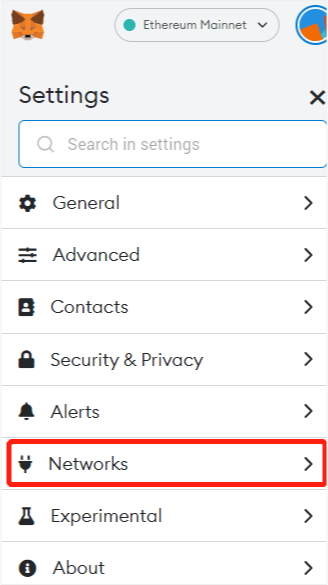 Ethereum Mainnet
Settings
Search in settings
General
Advanced
Contacts
Security & Privacy
Alerts
Networks
Experimental
About